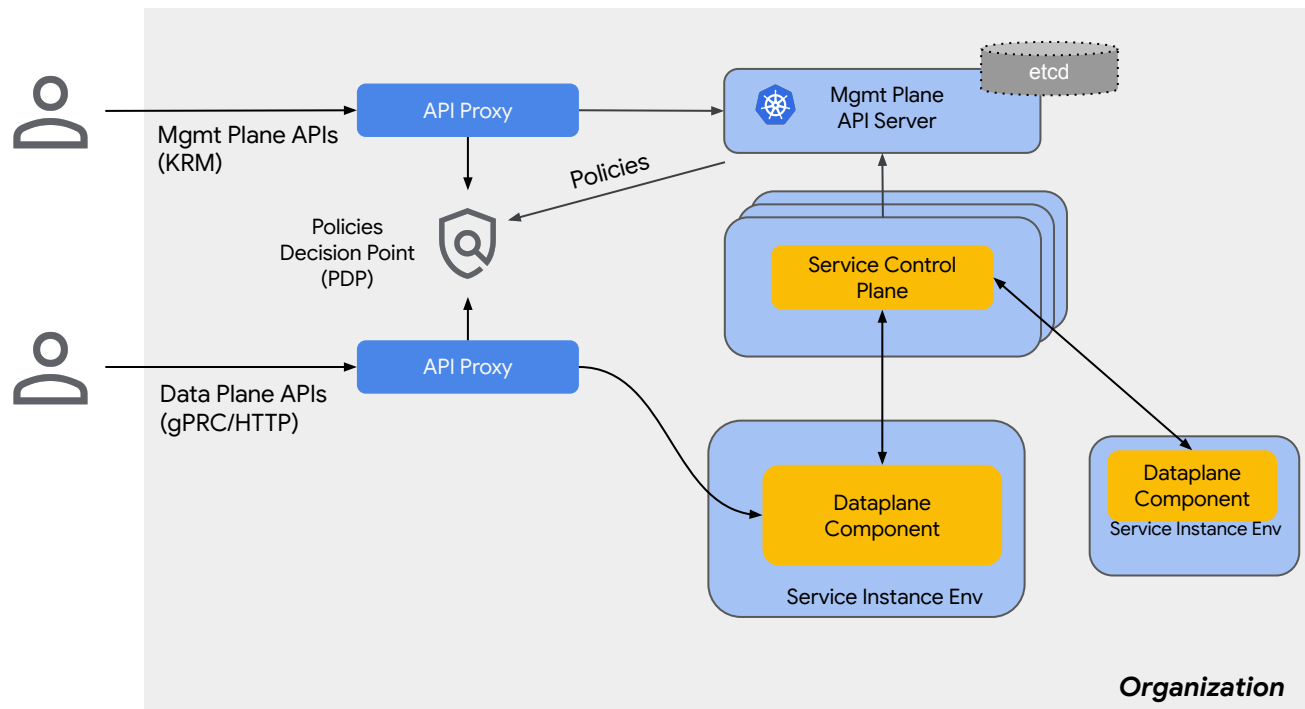 etcd
Mgmt Plane
API Server
API Proxy
Mgmt Plane APIs
(KRM)
Policies
Policies
Decision Point
(PDP)
Service Control
Plane
API Proxy
Data Plane APIs
(gPRC/HTTP)
Dataplane
Component
Service Instance Env
Dataplane
Component
Service Instance Env
Organization